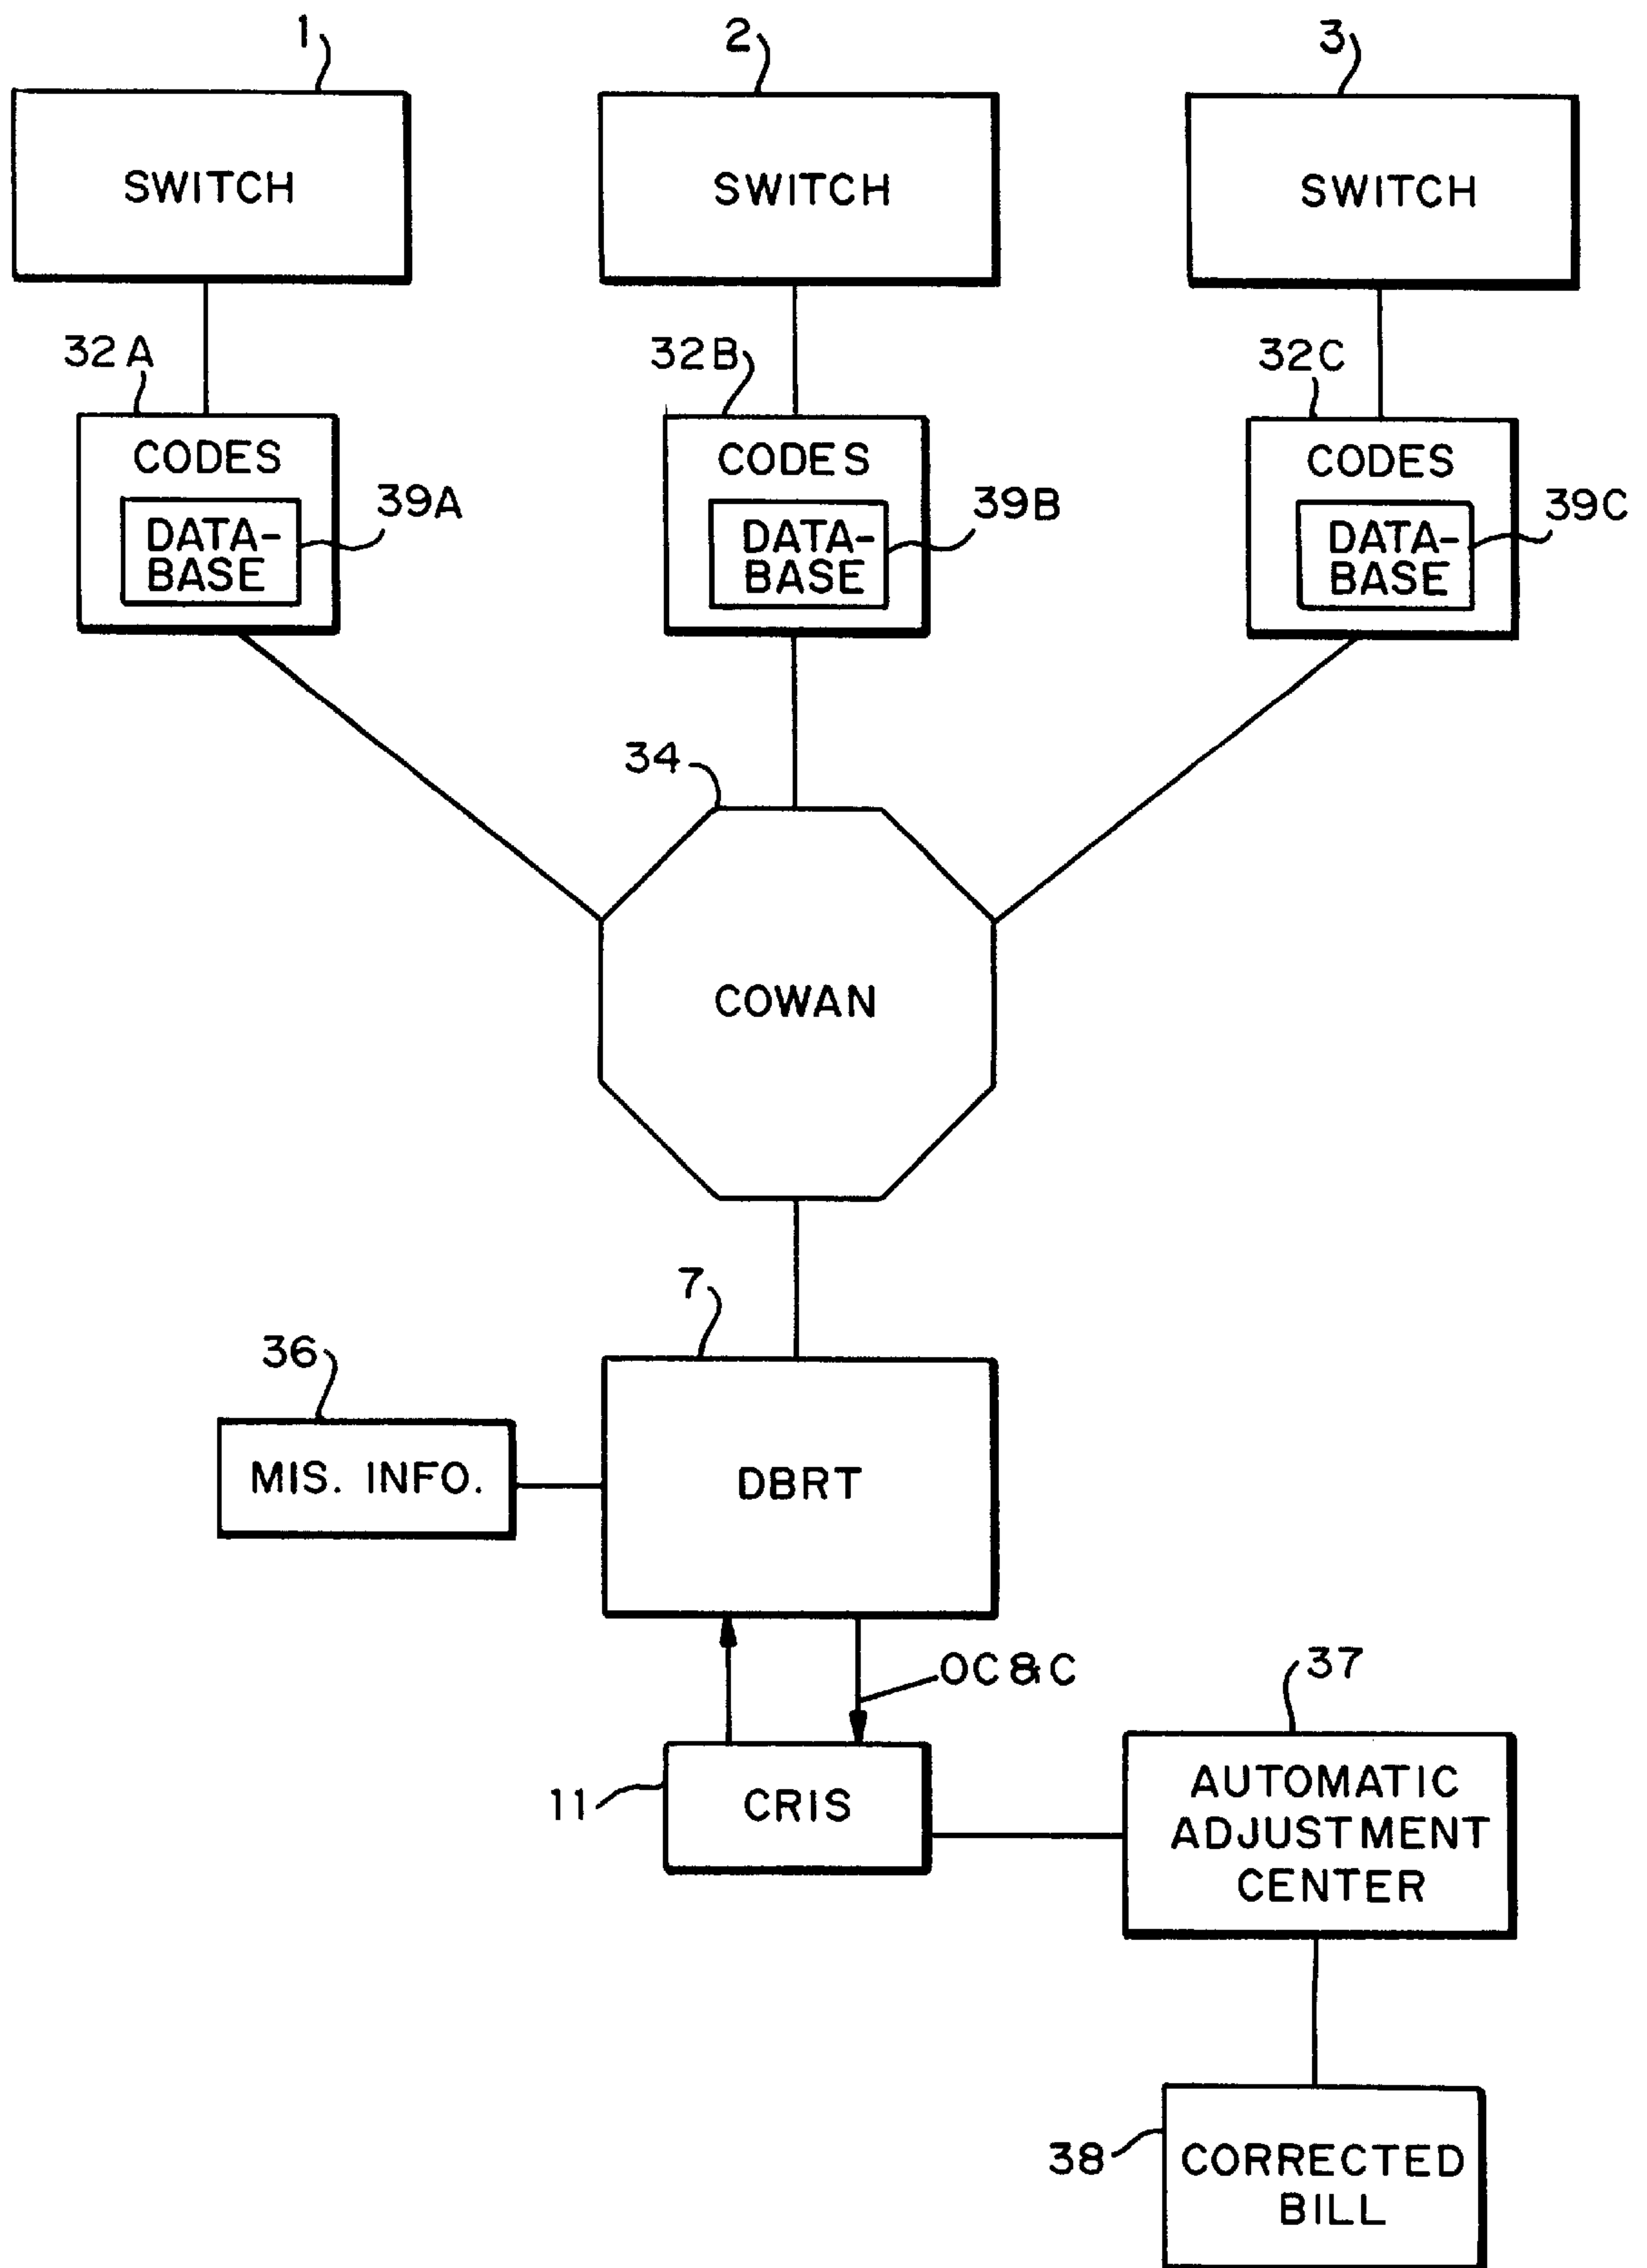 1
2
3
SWITCH
SWITCH
SWITCH
32A
32B
32C
CODES
CODES
CODES
39A
39B
39C
DATA-
BASE
DATA-
BASE
DATA-
BASE
34
COWAN
7
36
MIS. INFO.
DBRT
OC&C
37
11
CRIS
AUTOMATIC
ADJUSTMENT
CENTER
38
CORRECTED
BILL